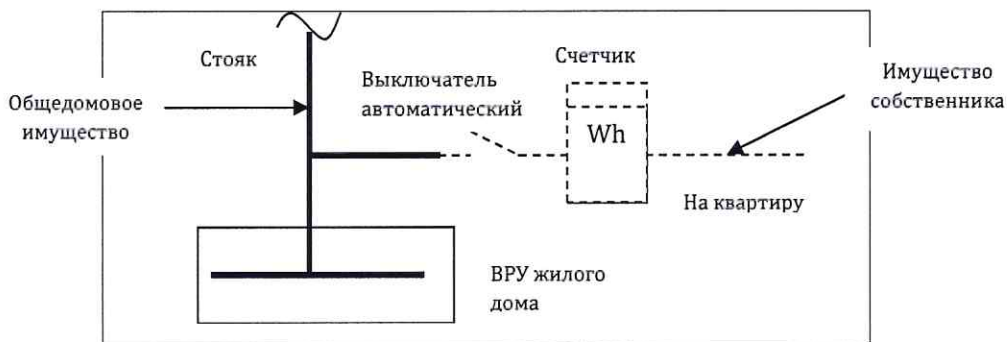 Стояк
Счетчик
Выключатель
автоматический
Имущество
собственника
Общедомовое
имущество
Wh
На квартиру
ВРУ жилого
дома